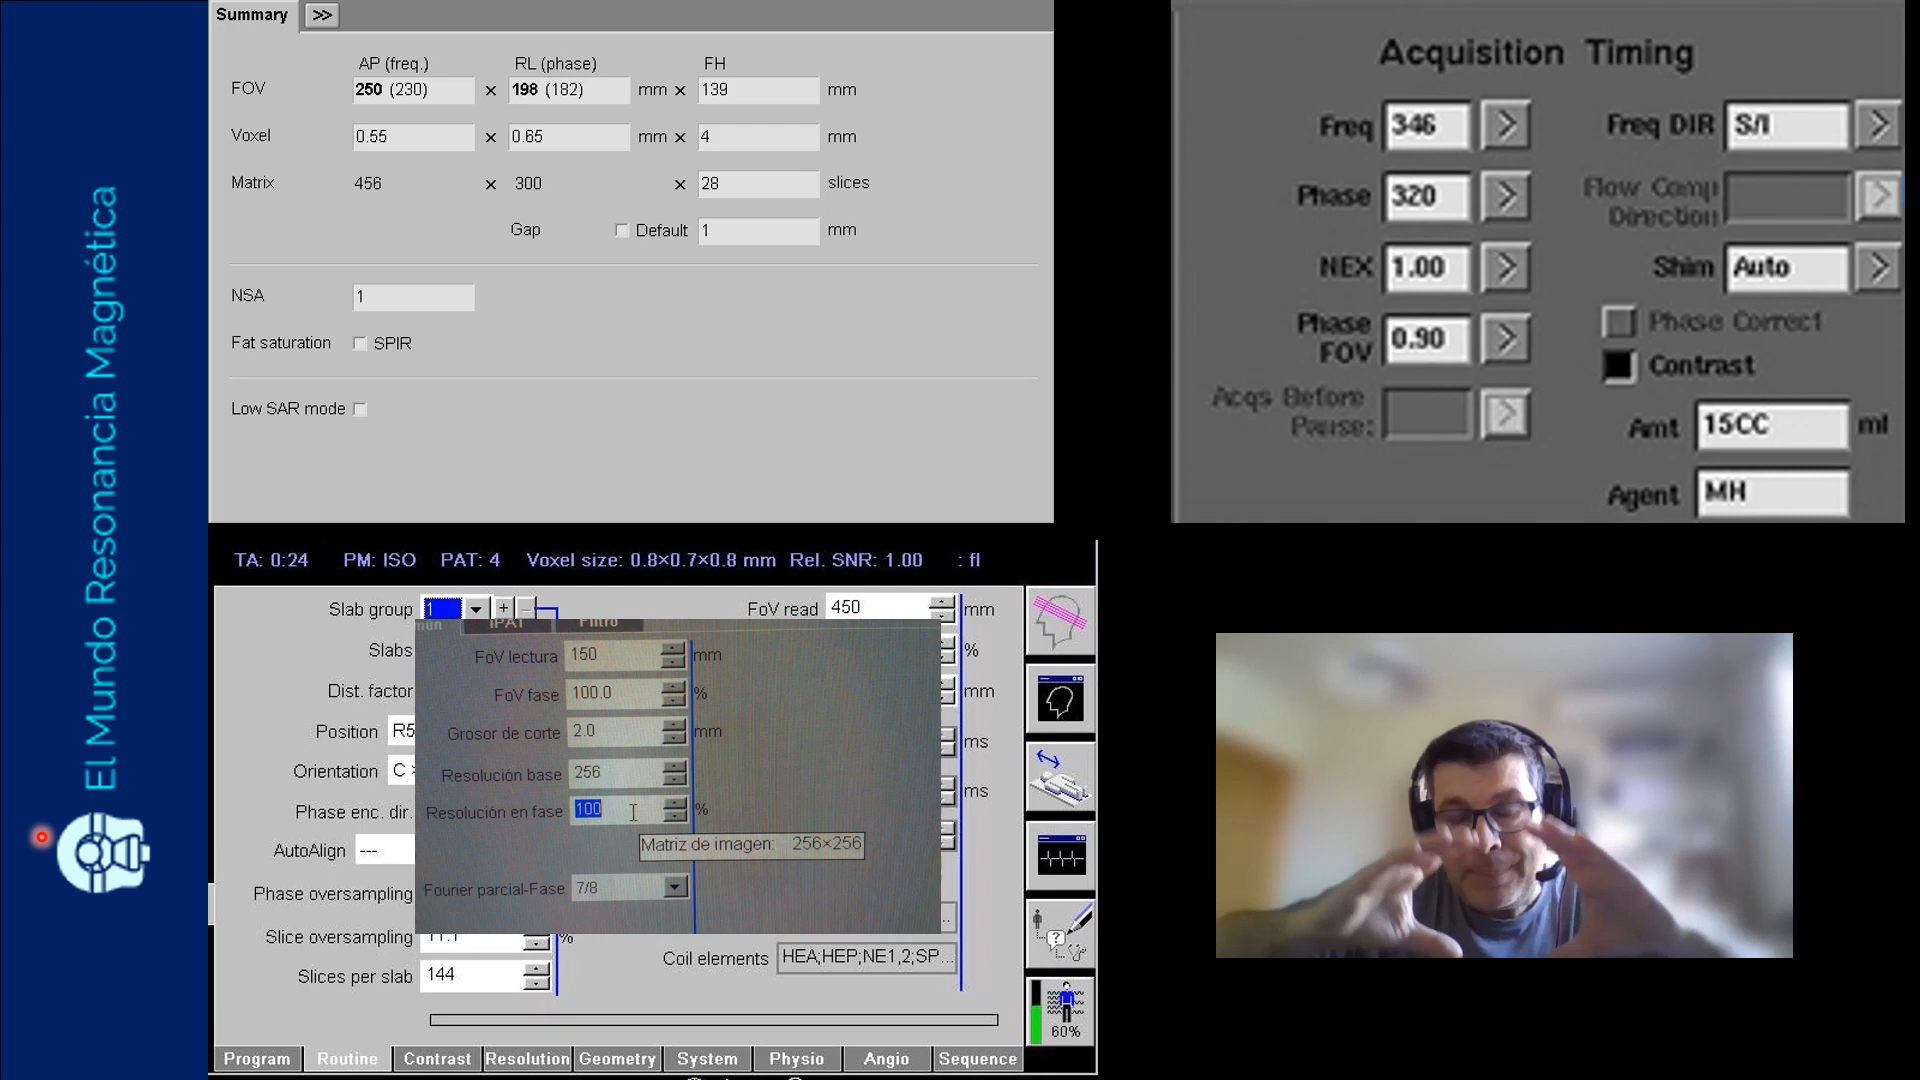 El Mundo Resonancia Magnética
Summary >>
AP (freq.) RL (phase) FH
FOV 250 (230) × 198 (182) mm × 139 mm
Voxel 0.55 × 0.65 mm × 4 mm
Matrix 456 × 300 × 28 slices
Gap Default 1 mm
NSA 1
Fat saturation SPIR
Low SAR mode
Acquisition Timing
Freq 346 > Freq DIR S/I >
Phase 320 > Flow Comp Direction >
NEX 1.00 > Shim Auto >
Phase FOV 0.90 > Phase Correct
Contrast
Acqs Before Pause: >
Amt 15CC ml
Agent MH
TA: 0:24 PM: ISO PAT: 4 Voxel size: 0.8×0.7×0.8 mm Rel. SNR: 1.00 : fl
Slab group 1 + - FoV read 450 mm
Slabs %
Dist. factor mm
Position R5 ms
Orientation C > ms
Phase enc. dir.
AutoAlign ---
Phase oversampling
Slice oversampling 11.1 %
Slices per slab 144
Coil elements HEA;HEP;NE1,2;SP...
iPAT Filtro
FoV lectura 150 mm
FoV fase 100.0 %
Grosor de corte 2.0 mm
Resolución base 256
Resolución en fase 100 %
Matriz de imagen: 256×256
Fourier parcial-Fase 7/8
60%
Program Routine Contrast Resolution Geometry System Physio Angio Sequence